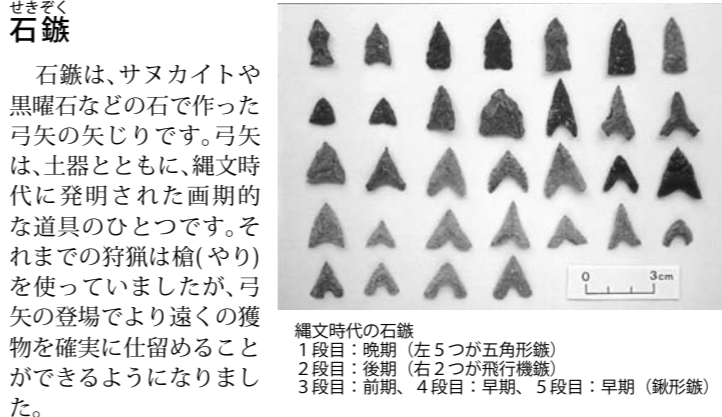 せきぞく
石鏃
石鏃は、サヌカイトや
黒曜石などの石で作った
弓矢の矢じりです。弓矢
は、土器とともに、縄文時
代に発明された画期的
な道具のひとつです。そ
れまでの狩猟は槍(やり)
を使っていましたが、弓
矢の登場でより遠くの獲
物を確実に仕留めること
ができるようになりまし
た。
0 3cm
縄文時代の石鏃
1段目：晩期（左5つが五角形鏃）
2段目：後期（右2つが飛行機鏃）
3段目：前期、4段目：早期、5段目：早期（鍬形鏃）